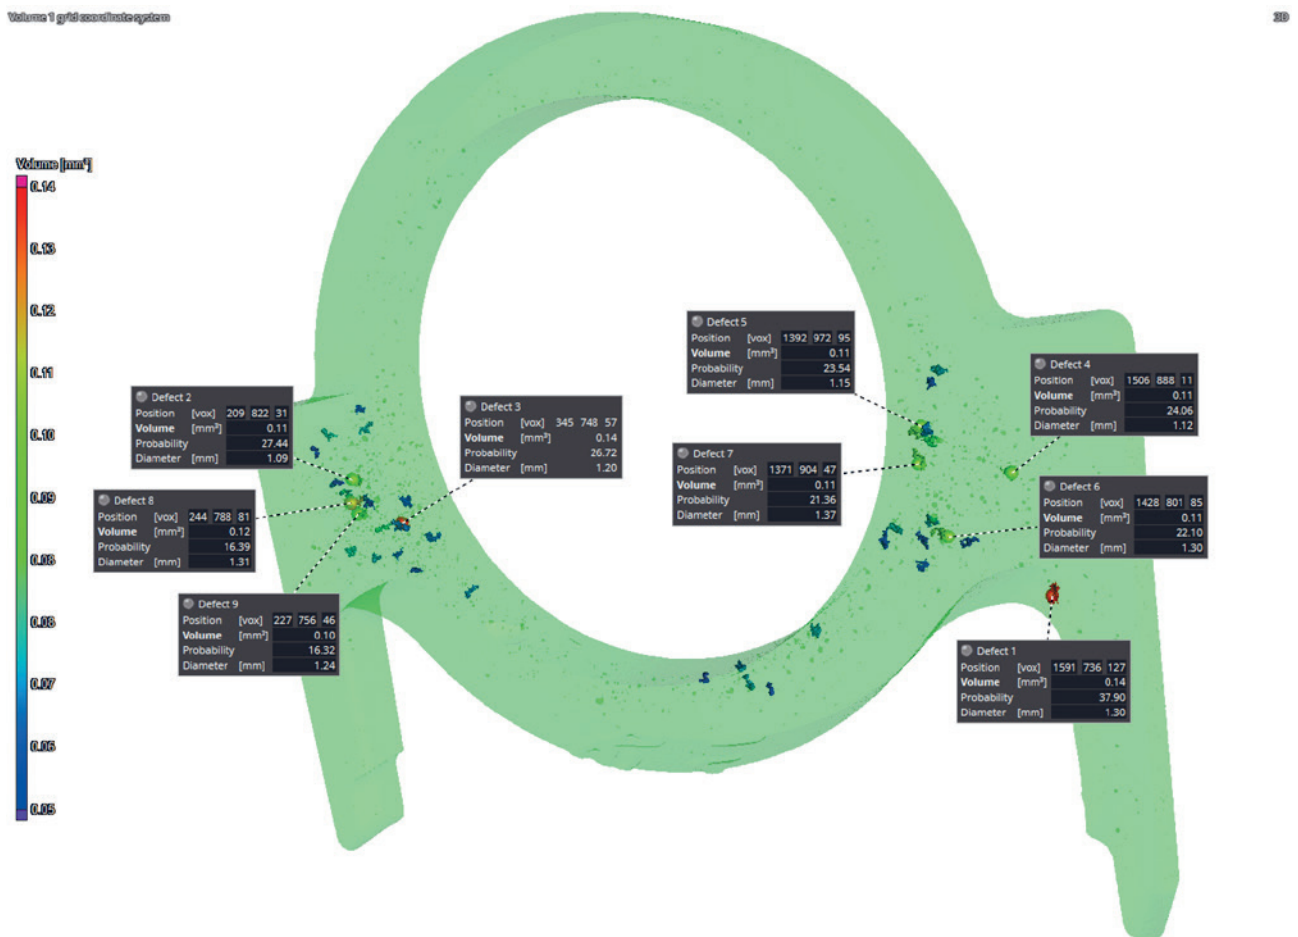 Volume 1 grid coordinate system
3D
Volume [mm³]
0.14
0.13
0.12
0.11
0.10
0.09
0.08
0.08
0.07
0.06
0.05
Defect 5
Position [vox] 1392 972 95
Volume [mm³] 0.11
Probability 23.54
Diameter [mm] 1.15
Defect 4
Position [vox] 1506 888 11
Volume [mm³] 0.11
Probability 24.06
Diameter [mm] 1.12
Defect 2
Position [vox] 209 822 31
Volume [mm³] 0.11
Probability 27.44
Diameter [mm] 1.09
Defect 3
Position [vox] 345 748 57
Volume [mm³] 0.14
Probability 26.72
Diameter [mm] 1.20
Defect 7
Position [vox] 1371 904 47
Volume [mm³] 0.11
Probability 21.36
Diameter [mm] 1.37
Defect 6
Position [vox] 1428 801 85
Volume [mm³] 0.11
Probability 22.10
Diameter [mm] 1.30
Defect 8
Position [vox] 244 788 81
Volume [mm³] 0.12
Probability 16.39
Diameter [mm] 1.31
Defect 9
Position [vox] 227 756 46
Volume [mm³] 0.10
Probability 16.32
Diameter [mm] 1.24
Defect 1
Position [vox] 1591 736 127
Volume [mm³] 0.14
Probability 37.90
Diameter [mm] 1.30